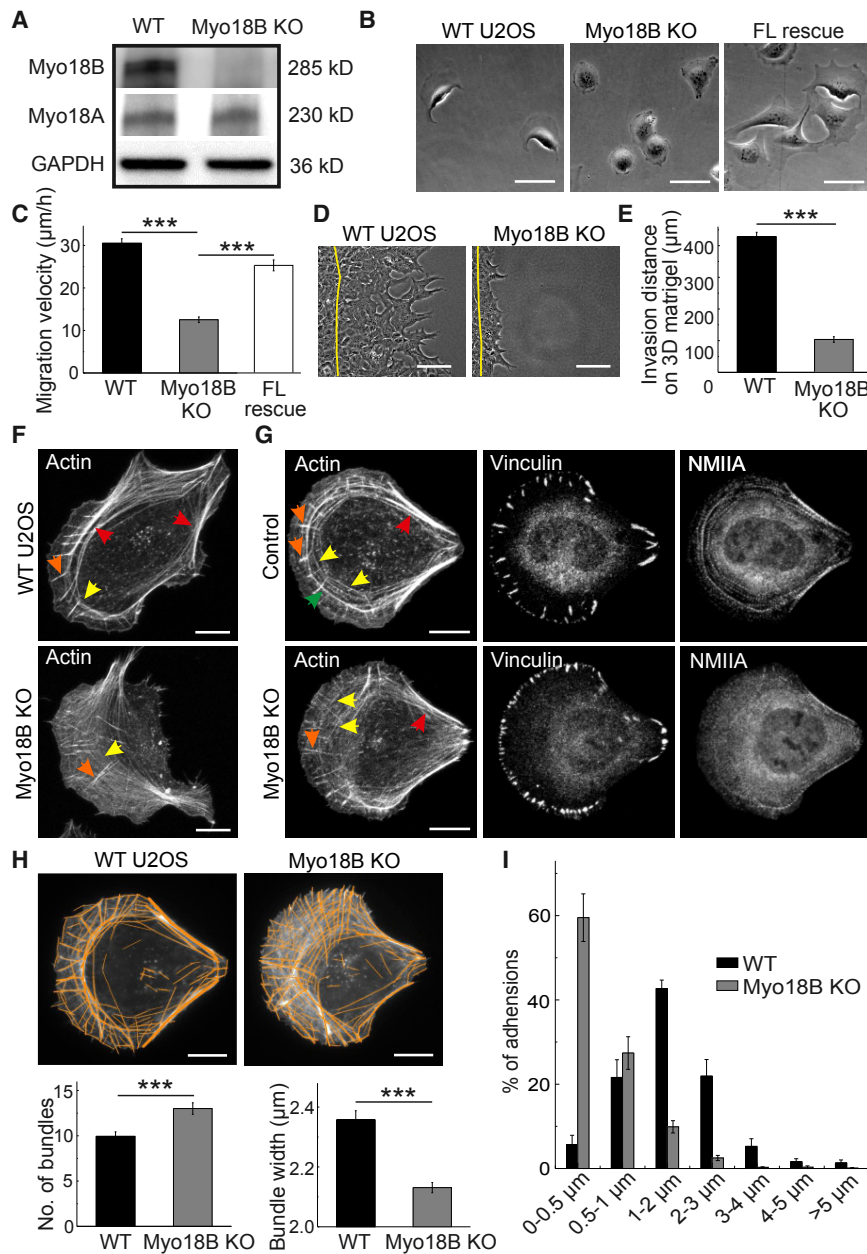 A
WT Myo18B KO
Myo18B 285 kD
Myo18A 230 kD
GAPDH 36 kD
B
WT U2OS Myo18B KO FL rescue
C
Migration velocity (µm/h)
30
20
10
0
***
***
WT Myo18B KO FL rescue
D
WT U2OS Myo18B KO
E
Invasion distance on 3D matrigel (µm)
400
300
200
100
0
***
WT Myo18B KO
F
WT U2OS
Actin
Myo18B KO
Actin
G
Control
Actin Vinculin NMIIA
Myo18B KO
Actin Vinculin NMIIA
H
WT U2OS Myo18B KO
No. of bundles
15
10
5
0
***
WT Myo18B KO
Bundle width (µm)
2.4
2.2
2.0
***
WT Myo18B KO
I
% of adhensions
60
40
20
0
WT
Myo18B KO
0-0.5 µm
0.5-1 µm
1-2 µm
2-3 µm
3-4 µm
4-5 µm
>5 µm